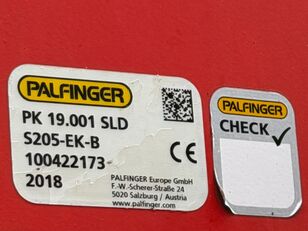 PALFINGER
PK 19.001 SLD
S205-EK-B
100422173
2018
CE
PALFINGER Europe GmbH
F.-W.-Scherer-Straße 24
5020 Salzburg / Austria
www.palfinger.com
PALFINGER
CHECK